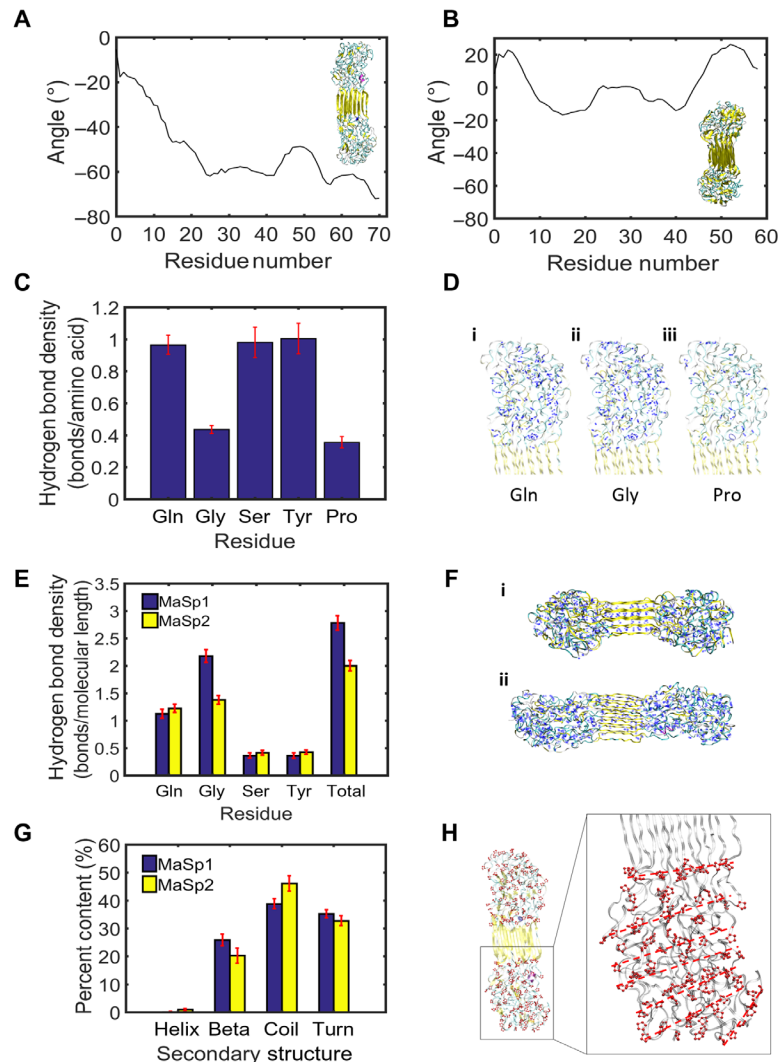 A
0
−20
−40
−60
−80
Angle (°)
0 10 20 30 40 50 60 70
Residue number
B
20
0
−20
−40
−60
−80
Angle (°)
0 10 20 30 40 50 60
Residue number
C
1.2
1
0.8
0.6
0.4
0.2
0
Hydrogen bond density
(bonds/amino acid)
Gln Gly Ser Tyr Pro
Residue
D
i ii iii
Gln Gly Pro
E
3.5
3
2.5
2
1.5
1
0.5
0
Hydrogen bond density
(bonds/molecular length)
MaSp1
MaSp2
Gln Gly Ser Tyr Total
Residue
F
i
ii
G
60
50
40
30
20
10
0
Percent content (%)
MaSp1
MaSp2
Helix Beta Coil Turn
Secondary structure
H